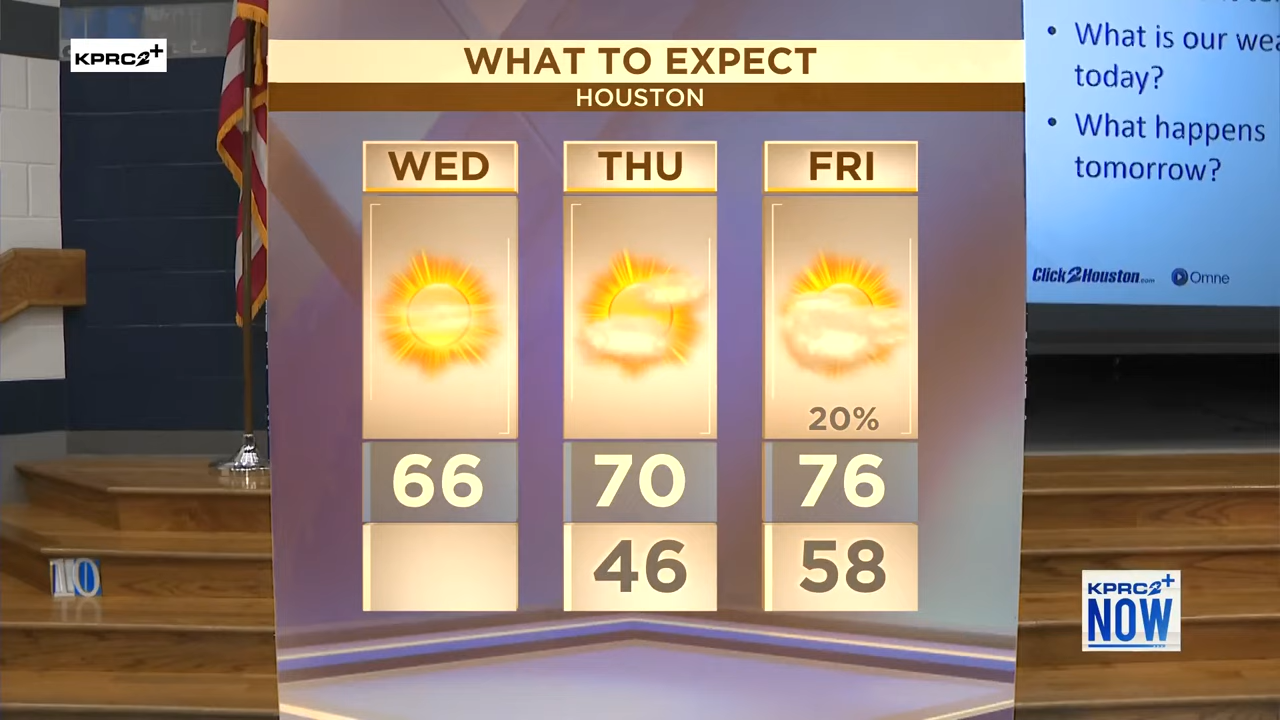 KPRC2+
WHAT TO EXPECT
HOUSTON
WED
THU
FRI
20%
66
70
76
46
58
What is our
today?
What happens
tomorrow?
Click2Houston.com
Omne
10
KPRC2+
NOW